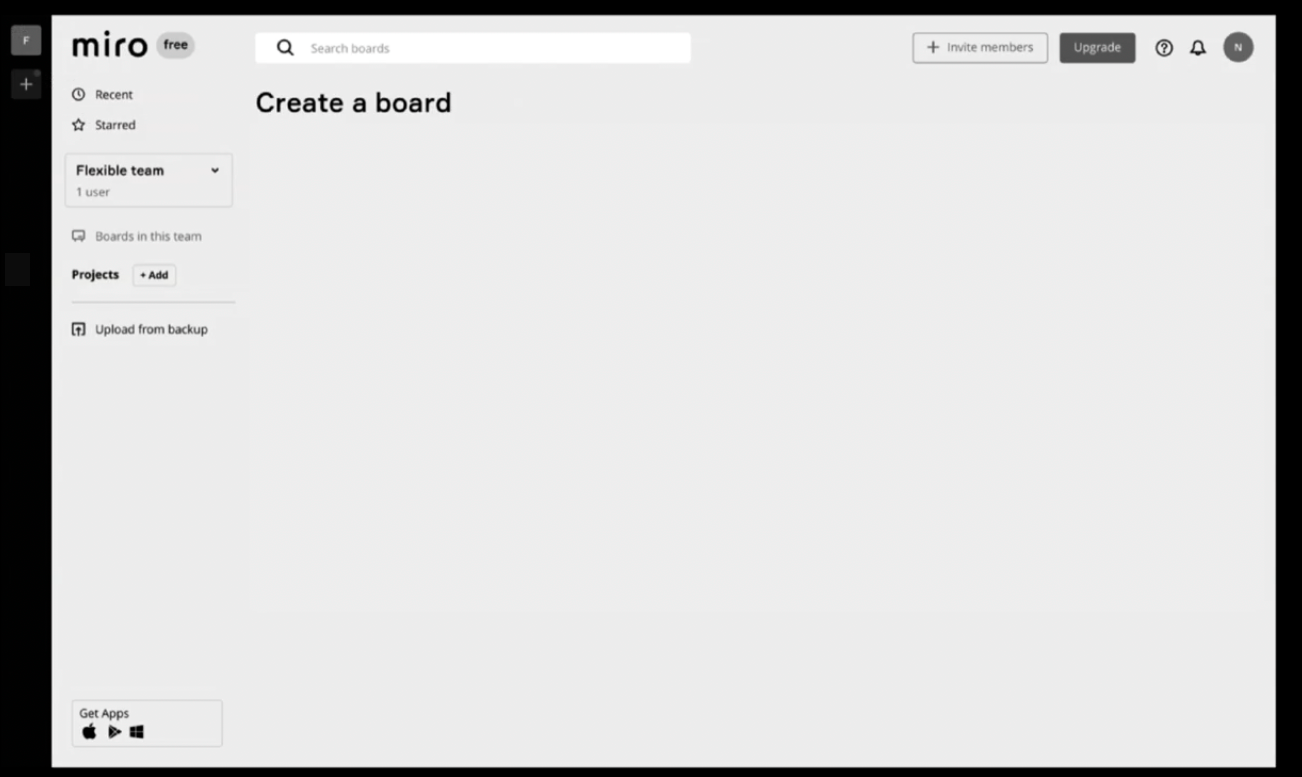 F
miro free
Search boards
Invite members
Upgrade
N
Recent
Starred
Create a board
Flexible team
1 user
Boards in this team
Projects
+ Add
Upload from backup
Get Apps